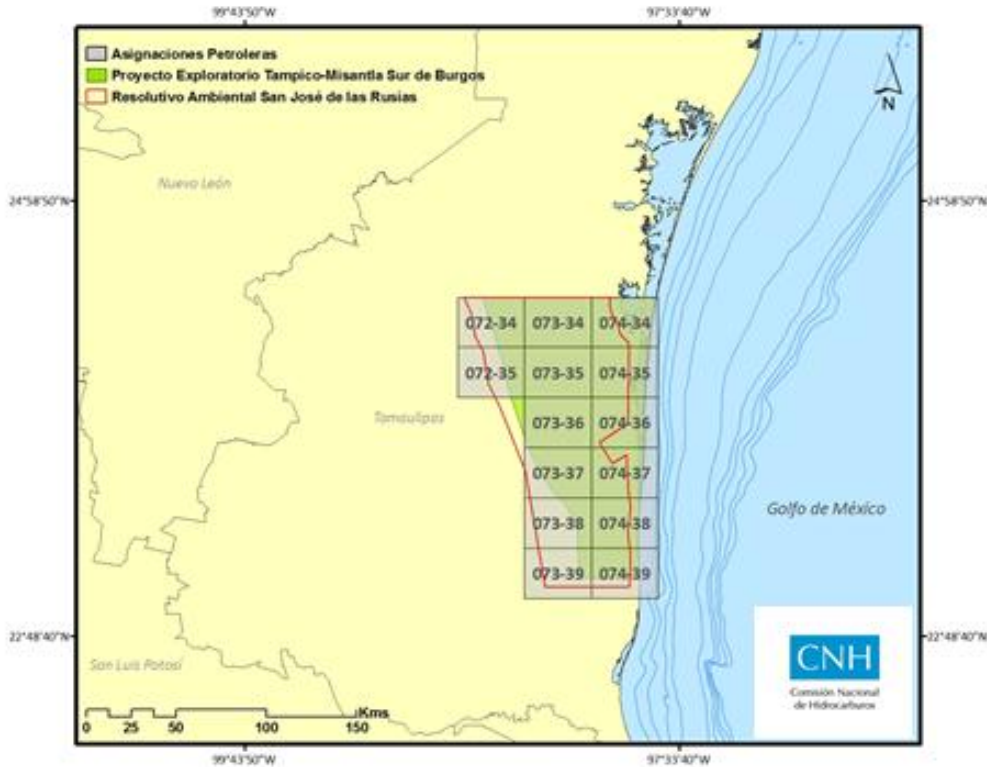 99°43'50"W 97°33'40"W
Asignaciones Petroleras
Proyecto Exploratorio Tampico-Misantla Sur de Burgos
Resolutivo Ambiental San José de las Rusias
N
Nuevo León
24°58'50"N 24°58'50"N
072-34 073-34 074-34
072-35 073-35 074-35
Tamaulipas
073-36 074-36
073-37 074-37
073-38 074-38
Golfo de México
073-39 074-39
22°48'40"N 22°48'40"N
San Luis Potosí
CNH
Comisión Nacional
de Hidrocarburos
Kms
0 25 50 100 150
99°43'50"W 97°33'40"W